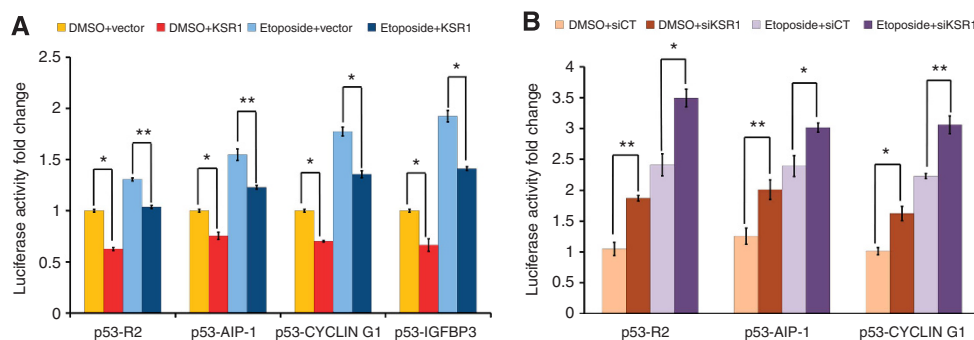 A
DMSO+vector DMSO+KSR1 Etoposide+vector Etoposide+KSR1
Luciferase activity fold change
2.5
2
1.5
1
0.5
0
* ** * ** * * * *
p53-R2 p53-AIP-1 p53-CYCLIN G1 p53-IGFBP3
B
DMSO+siCT DMSO+siKSR1 Etoposide+siCT Etoposide+siKSR1
Luciferase activity fold change
4
3.5
3
2.5
2
1.5
1
0.5
0
** * ** * * **
p53-R2 p53-AIP-1 p53-CYCLIN G1